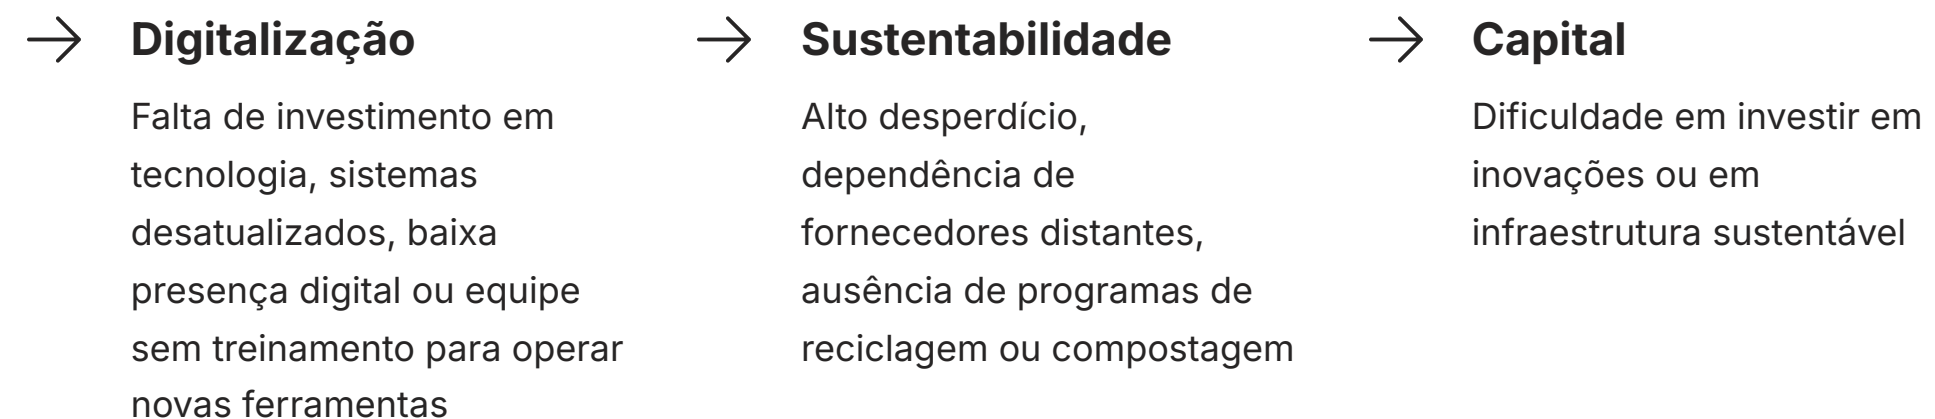 Digitalização
Falta de investimento em
tecnologia, sistemas
desatualizados, baixa
presença digital ou equipe
sem treinamento para operar
novas ferramentas
Sustentabilidade
Alto desperdício,
dependência de
fornecedores distantes,
ausência de programas de
reciclagem ou compostagem
Capital
Dificuldade em investir em
inovações ou em
infraestrutura sustentável